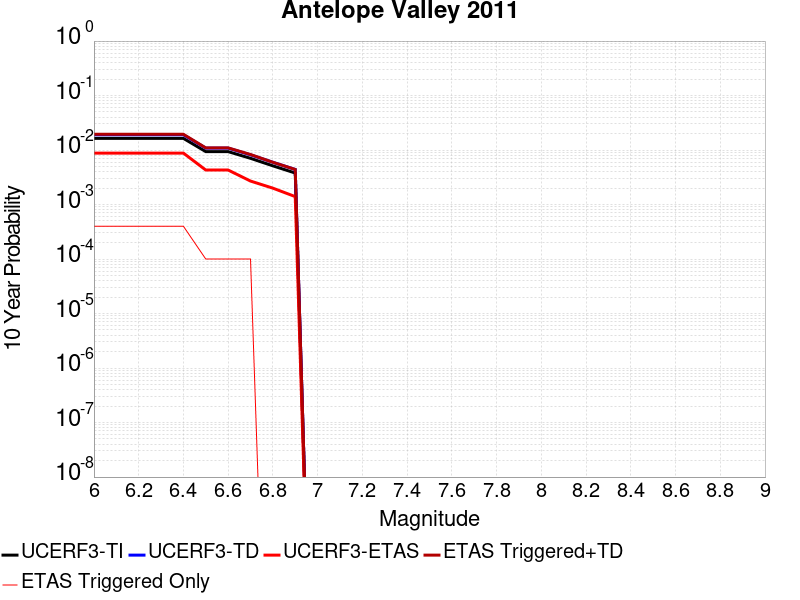 Antelope Valley 2011
10 Year Probability
10^0
10^-1
10^-2
10^-3
10^-4
10^-5
10^-6
10^-7
10^-8
6 6.2 6.4 6.6 6.8 7 7.2 7.4 7.6 7.8 8 8.2 8.4 8.6 8.8 9
Magnitude
UCERF3-TI UCERF3-TD UCERF3-ETAS ETAS Triggered+TD
ETAS Triggered Only